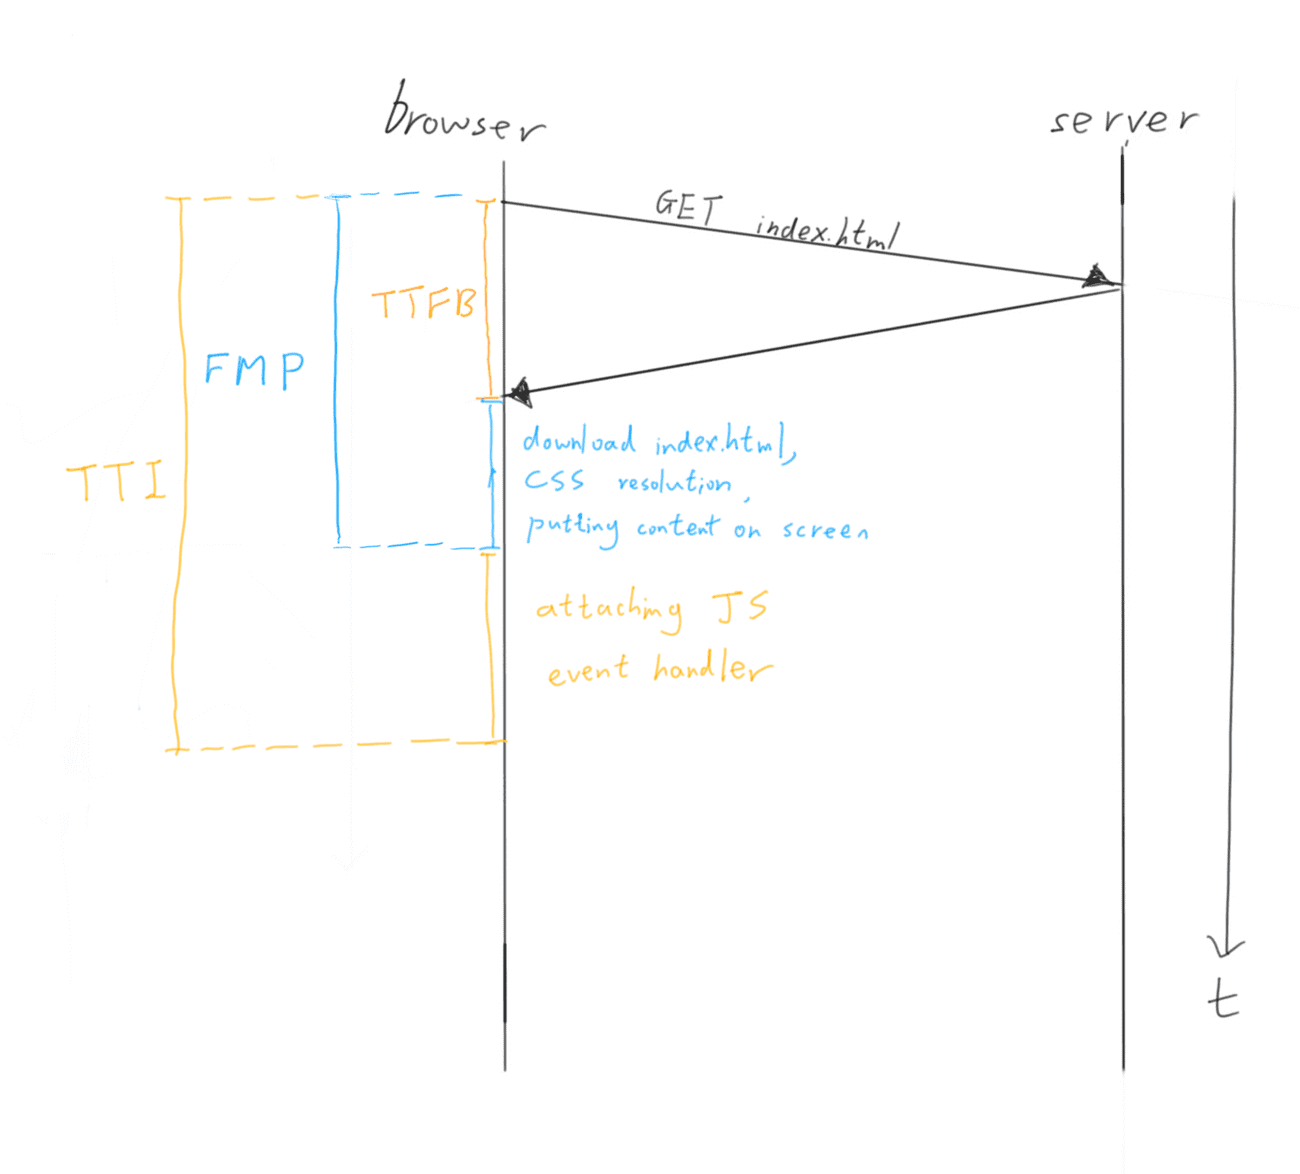 browser
server
GET index.html
TTFB
FMP
TTI
download index.html,
CSS resolution,
putting content on screen
attaching JS
event handler
t